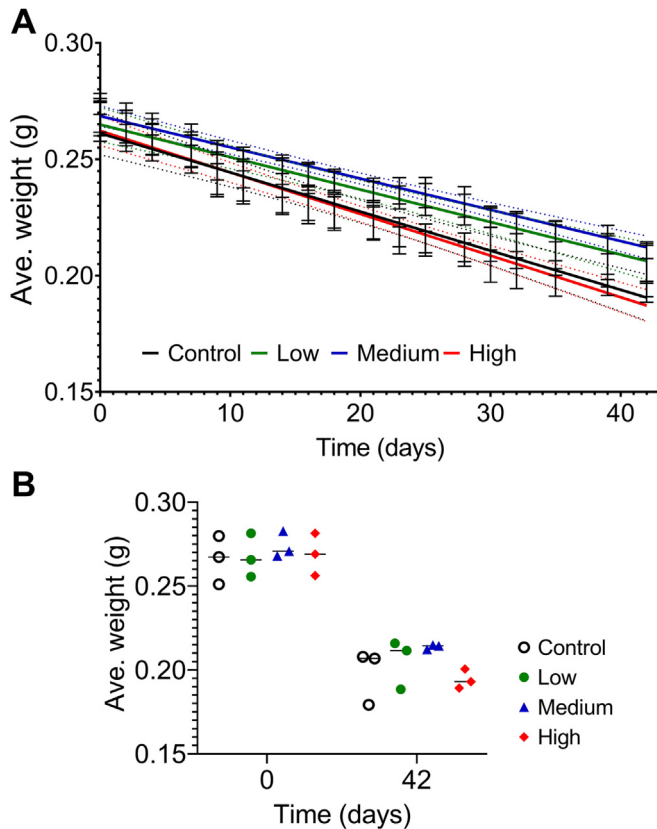 A
Ave. weight (g)
0.30
0.25
0.20
0.15
Control Low Medium High
0 10 20 30 40
Time (days)
B
Ave. weight (g)
0.30
0.25
0.20
0.15
0 42
Time (days)
Control
Low
Medium
High